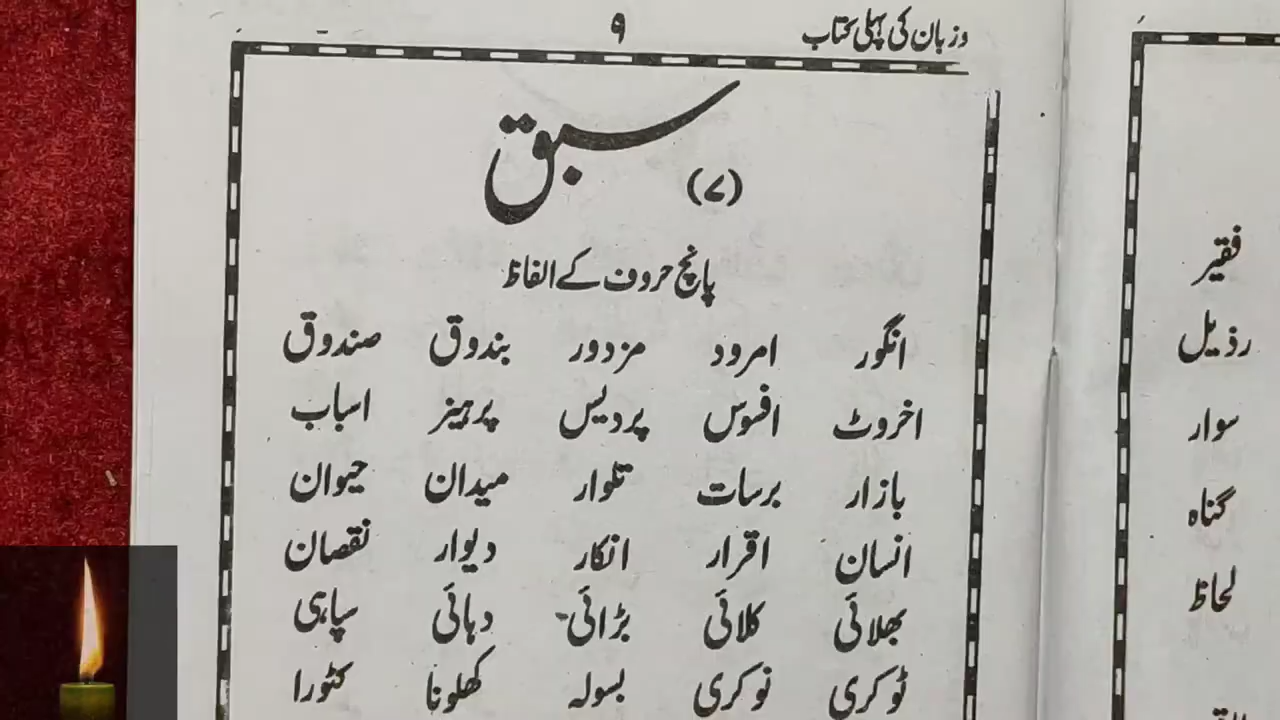 و زبان کی پہلی کتاب ۹
سبق
(۷)
پانچ حروف کے الفاظ
انگور امرود مزدور بندوق صندوق
اخروٹ افسوس پردیس پرہیز اسباب
بازار برسات تلوار میدان حیوان
انسان اقرار انکار دیوار نقصان
بھلائی کلائی بڑائی دہائی سپاہی
ٹوکری نوکری بسولہ کھلونا کٹورا
فقیر
رذیل
سوار
گناہ
لحاظ